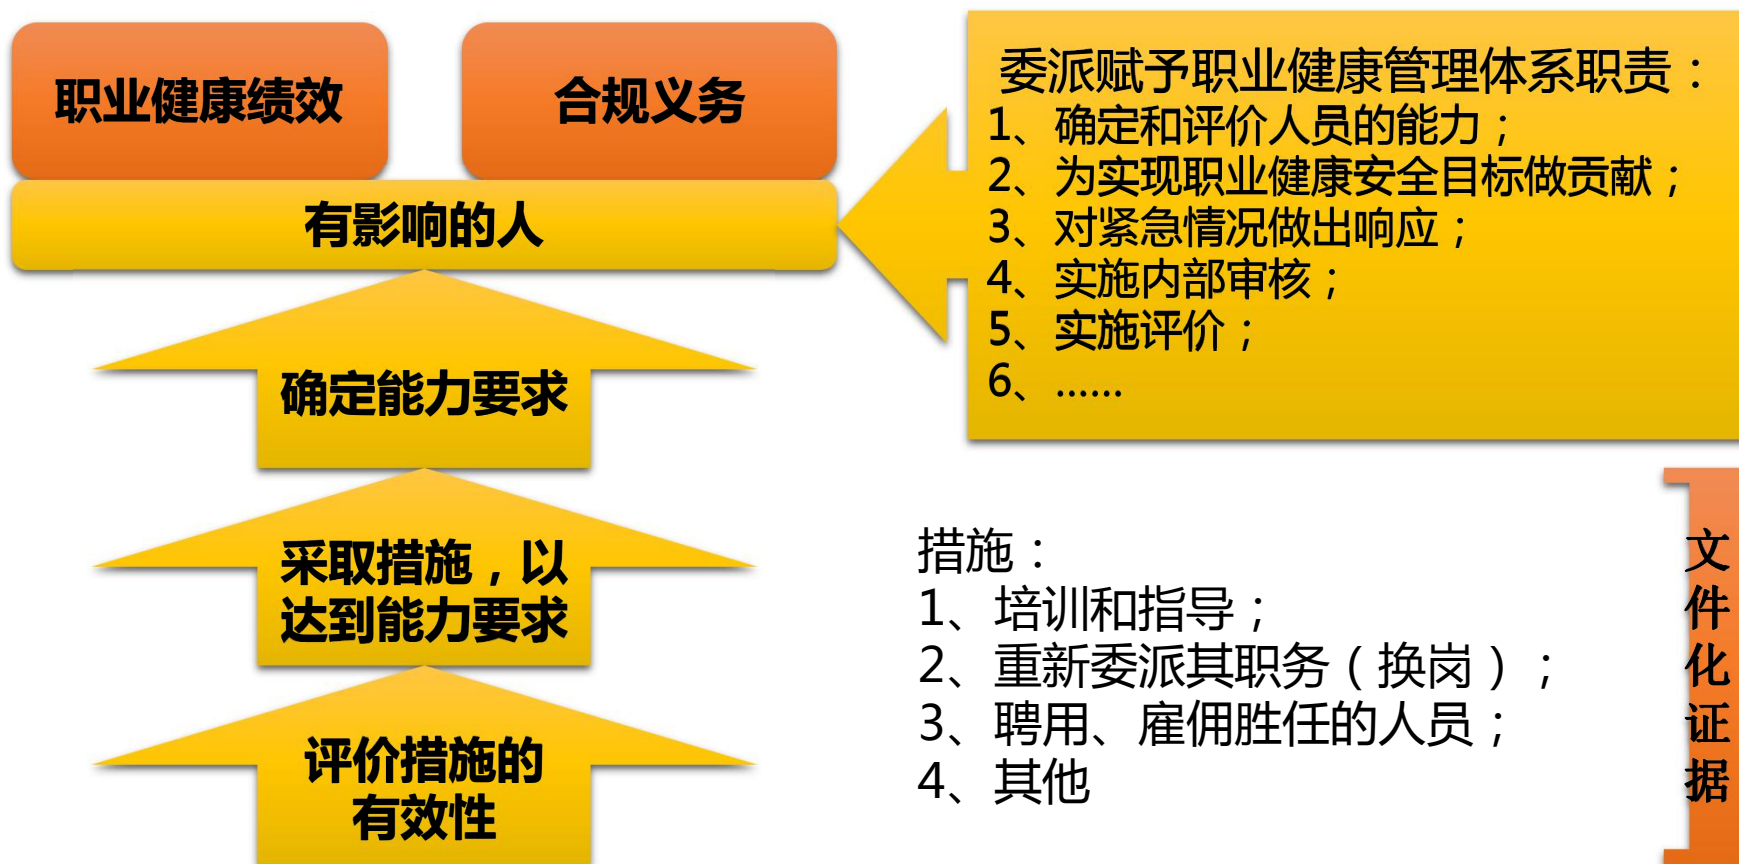 职业健康绩效
合规义务
有影响的人
确定能力要求
采取措施，以
达到能力要求
评价措施的
有效性
委派赋予职业健康管理体系职责：
1、确定和评价人员的能力；
2、为实现职业健康安全目标做贡献；
3、对紧急情况做出响应；
4、实施内部审核；
5、实施评价；
6、……
措施：
1、培训和指导；
2、重新委派其职务（换岗）；
3、聘用、雇佣胜任的人员；
4、其他
文件化证据